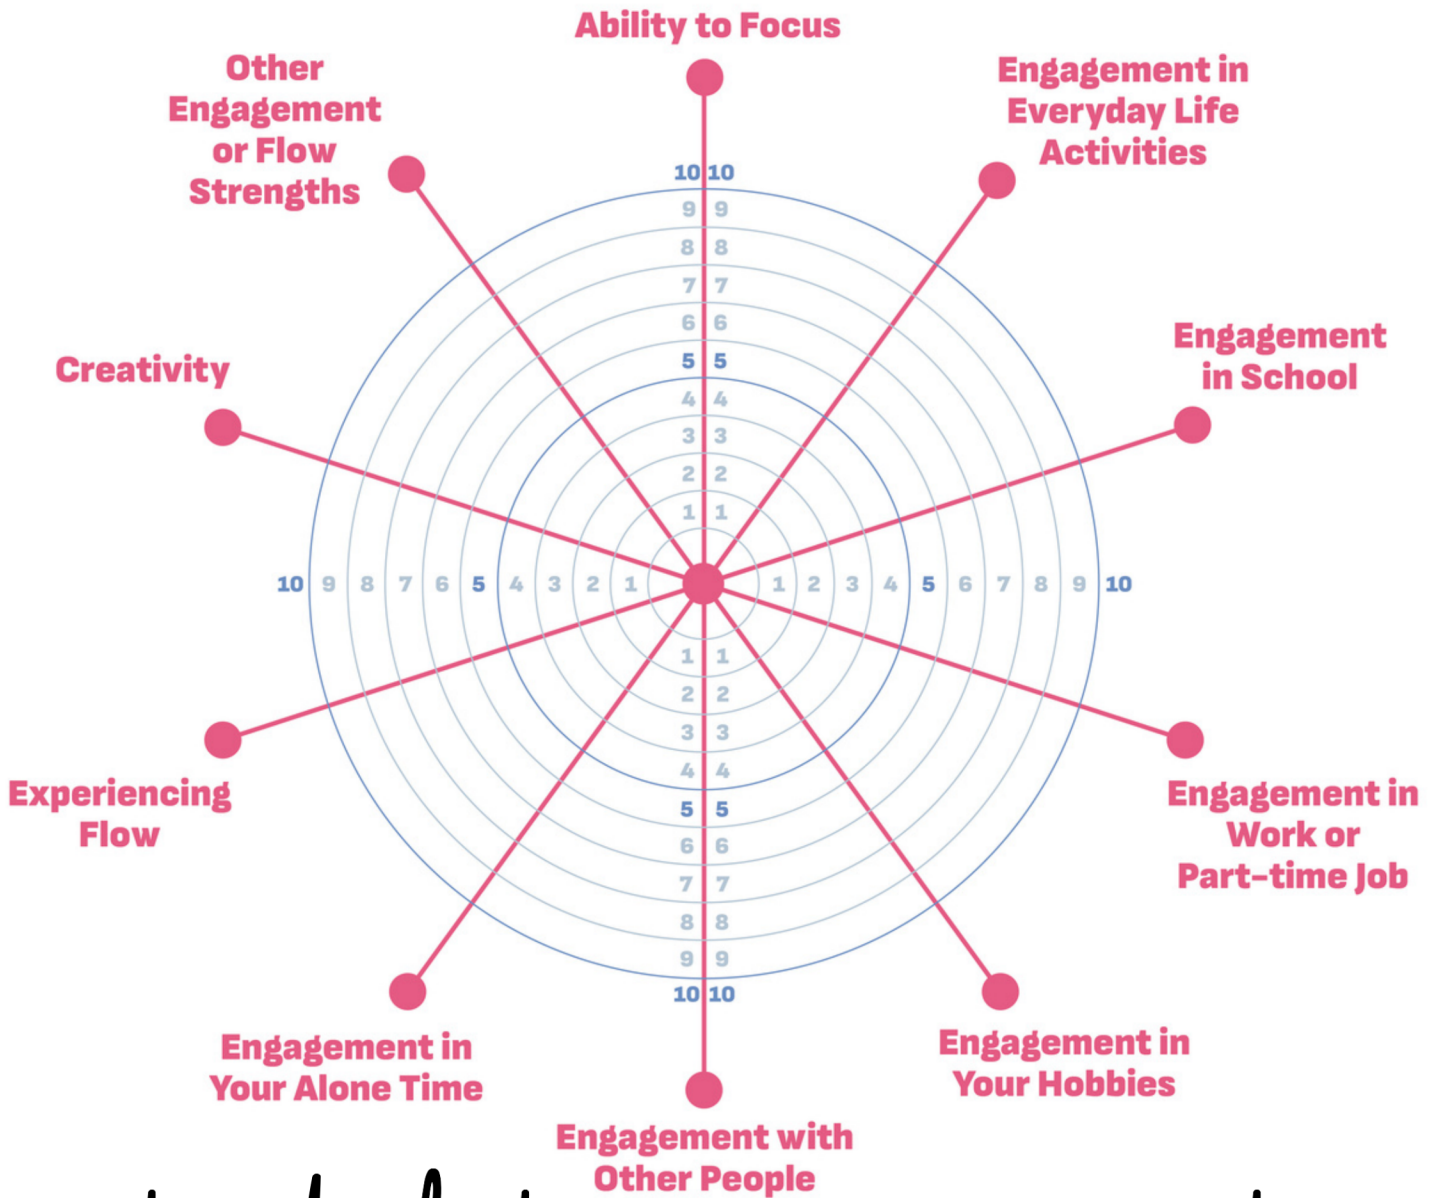 Ability to Focus
Other
Engagement
or Flow
Strengths
Engagement in
Everyday Life
Activities
10 10
9 9
8 8
7 7
6 6
5 5
4 4
3 3
2 2
1 1
Creativity
Engagement
in School
10 9 8 7 6 5 4 3 2 1 1 2 3 4 5 6 7 8 9 10
1 1
2 2
3 3
4 4
5 5
6 6
7 7
8 8
9 9
10 10
Experiencing
Flow
Engagement in
Work or
Part-time Job
Engagement in
Your Alone Time
Engagement in
Your Hobbies
Engagement with
Other People